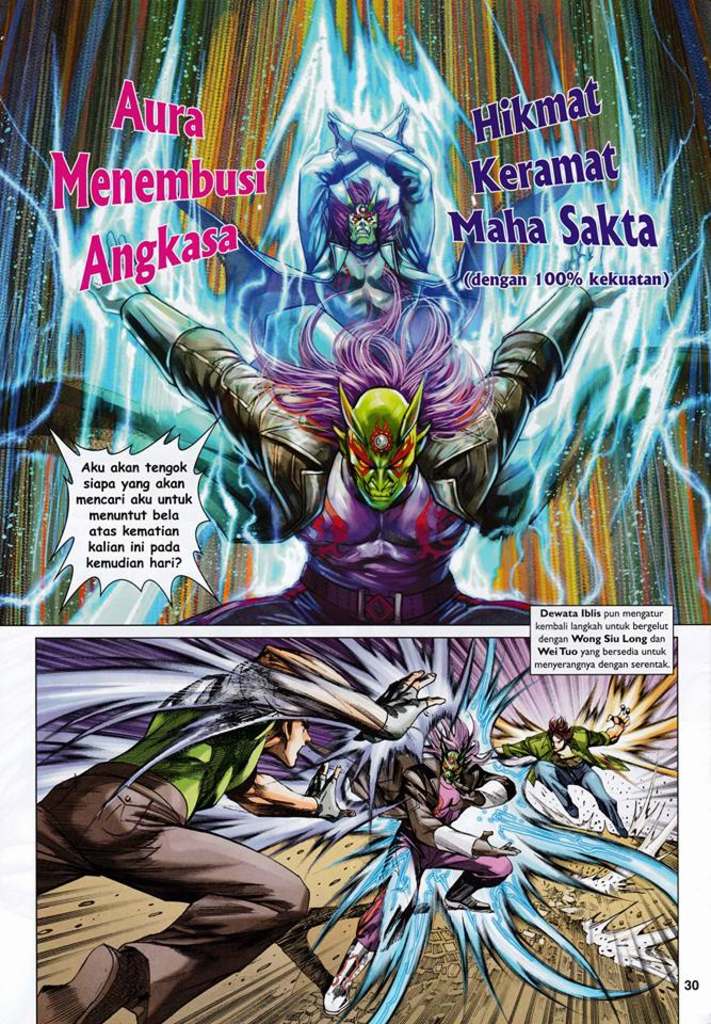 Aura
Menembusi
Angkasa
Hikmat
Keramat
Maha Sakta
(dengan 100% kekuatan)
Aku akan tengok
siapa yang akan
mencari aku untuk
menuntut bela
atas kematian
kalian ini pada
kemudian hari?
Dewata Iblis pun mengatur
kembali langkah untuk bergelut
dengan Wong Siu Long dan
Wei Tuo yang bersedia untuk
menyerangnya dengan serentak.
30